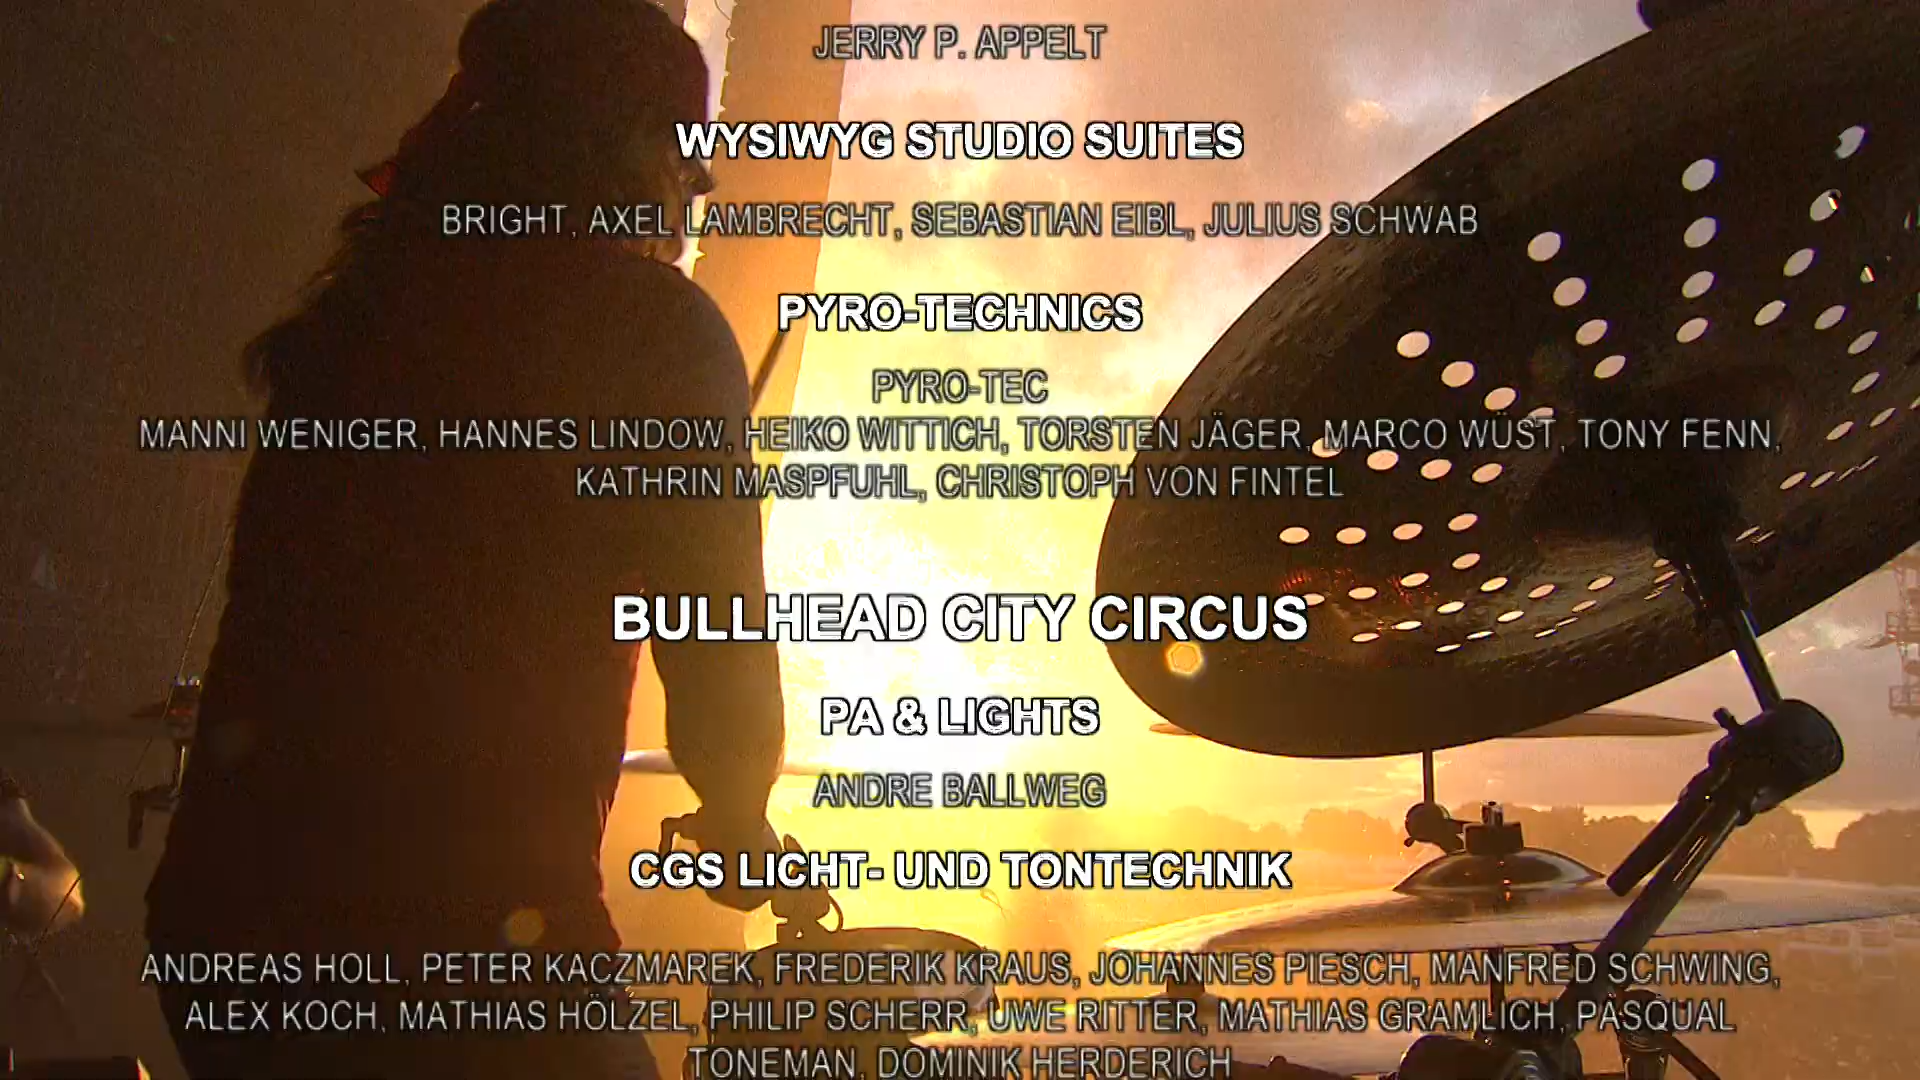 JERRY P. APPELT
WYSIWYG STUDIO SUITES
BRIGHT, AXEL LAMBRECHT, SEBASTIAN EIBL, JULIUS SCHWAB
PYRO-TECHNICS
PYRO-TEC
MANNI WENIGER, HANNES LINDOW, HEIKO WITTICH, TORSTEN JÄGER, MARCO WÜST, TONY FENN,
KATHRIN MASPFUHL, CHRISTOPH VON FINTEL
BULLHEAD CITY CIRCUS
PA & LIGHTS
ANDRE BALLWEG
CGS LICHT- UND TONTECHNIK
ANDREAS HOLL, PETER KACZMAREK, FREDERIK KRAUS, JOHANNES PIESCH, MANFRED SCHWING,
ALEX KOCH, MATHIAS HÖLZEL, PHILIP SCHERR, UWE RITTER, MATHIAS GRAMLICH, PASQUAL
TONEMAN, DOMINIK HERDERICH